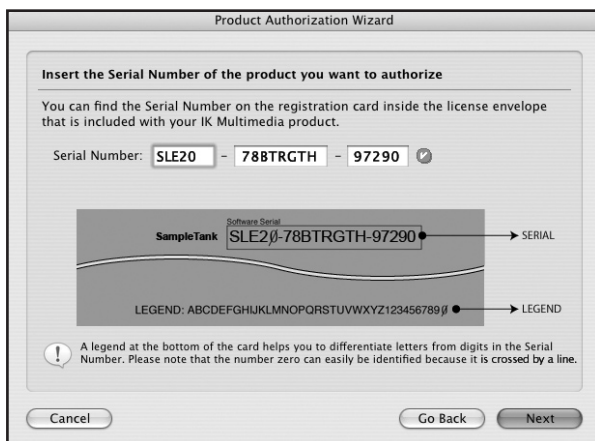 Product Authorization Wizard
Insert the Serial Number of the product you want to authorize
You can find the Serial Number on the registration card inside the license envelope
that is included with your IK Multimedia product.
Serial Number: SLE20 - 78BTRGTH - 97290
Software Serial
SampleTank SLE2Ø-78BTRGTH-97290 SERIAL
LEGEND: ABCDEFGHIJKLMNOPQRSTUVWXYZ123456789Ø LEGEND
A legend at the bottom of the card helps you to differentiate letters from digits in the Serial
Number. Please note that the number zero can easily be identified because it is crossed by a line.
Cancel Go Back Next